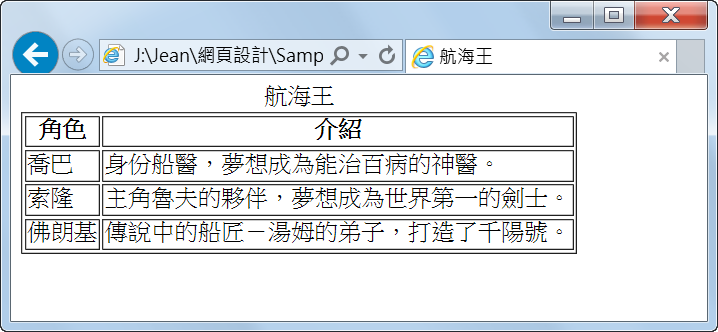 J:\Jean\網頁設計\Samp
航海王
航海王
角色 介紹
喬巴 身份船醫，夢想成為能治百病的神醫。
索隆 主角魯夫的夥伴，夢想成為世界第一的劍士。
佛朗基 傳說中的船匠－湯姆的弟子，打造了千陽號。